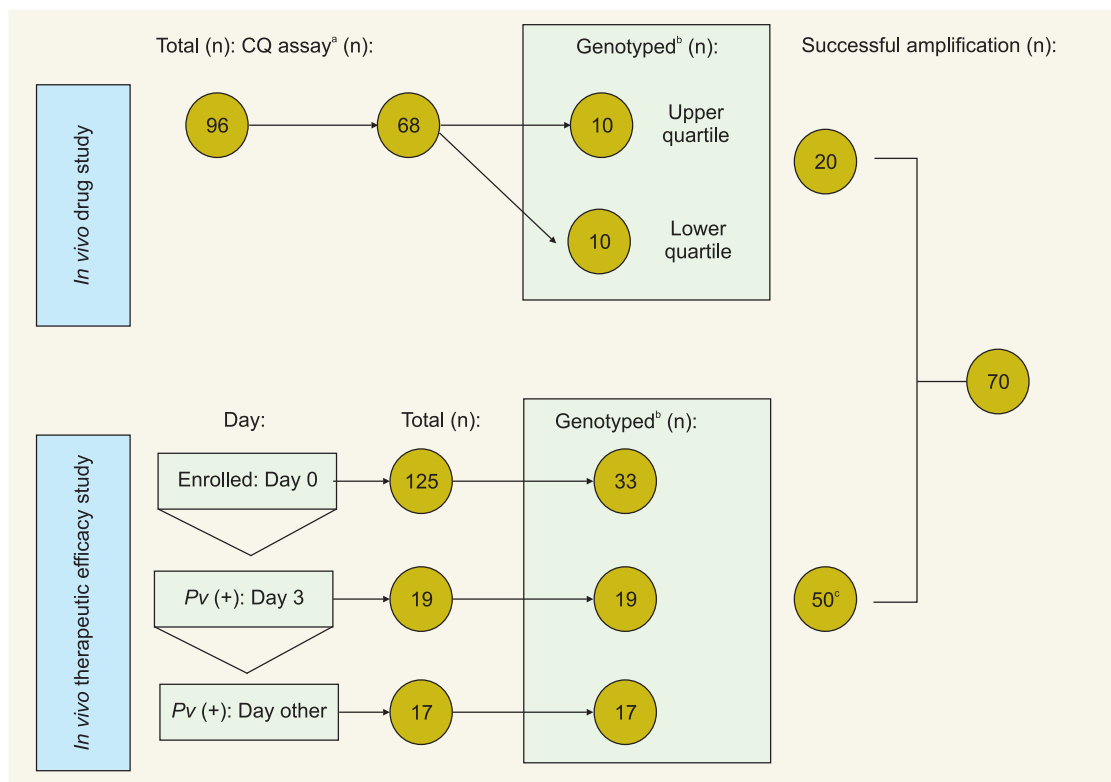 Total (n): CQ assayᵃ (n):
Genotypedᵇ (n):
Successful amplification (n):
In vivo drug study
96
68
10
Upper
quartile
10
Lower
quartile
20
70
Day:
Total (n):
Genotypedᵇ (n):
In vivo therapeutic efficacy study
Enrolled: Day 0
125
33
Pv (+): Day 3
19
19
50ᶜ
Pv (+): Day other
17
17